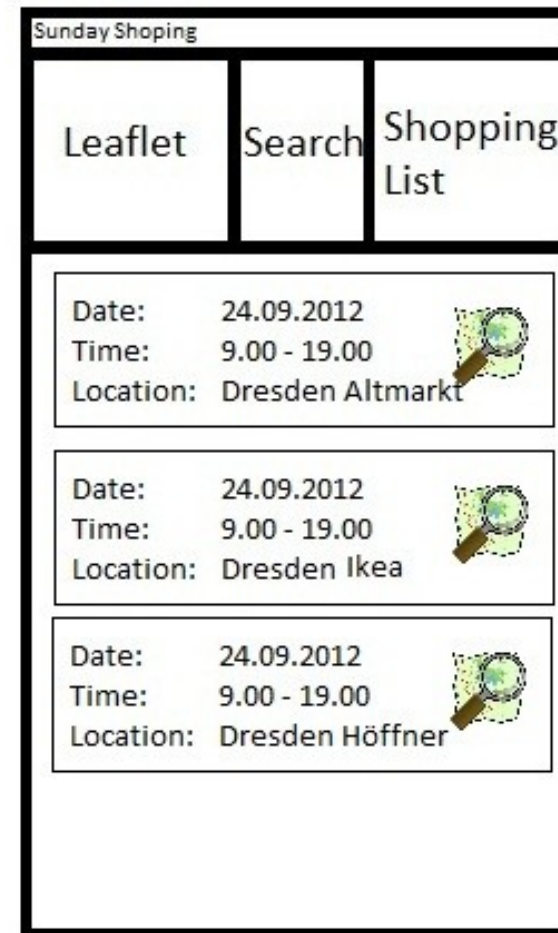 Sunday Shoping
Leaflet
Search
Shopping
List
Date: 24.09.2012
Time: 9.00 - 19.00
Location: Dresden Altmarkt
Date: 24.09.2012
Time: 9.00 - 19.00
Location: Dresden Ikea
Date: 24.09.2012
Time: 9.00 - 19.00
Location: Dresden Höffner